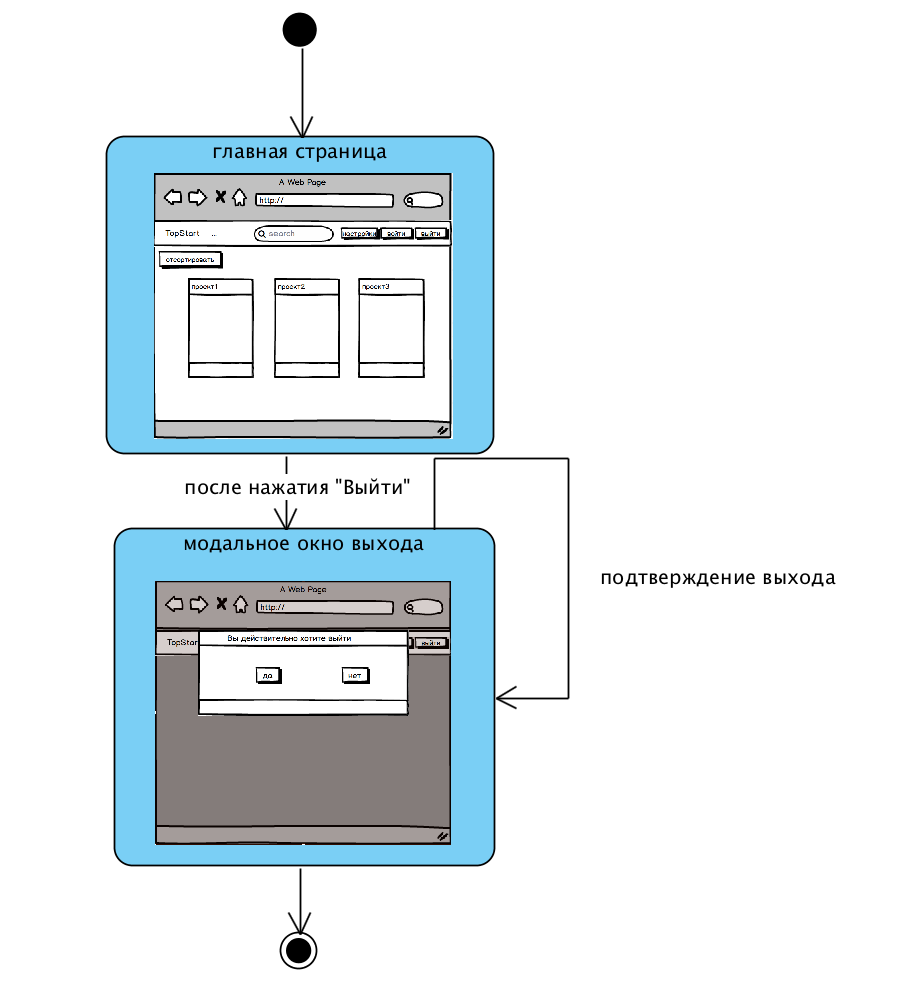 главная страница
A Web Page
http://
TopStart ... search настройки войти выйти
отсортировать
проект1 проект2 проект3
после нажатия "Выйти"
модальное окно выхода
подтверждение выхода
A Web Page
http://
TopStar Вы действительно хотите выйти выйти
да нет